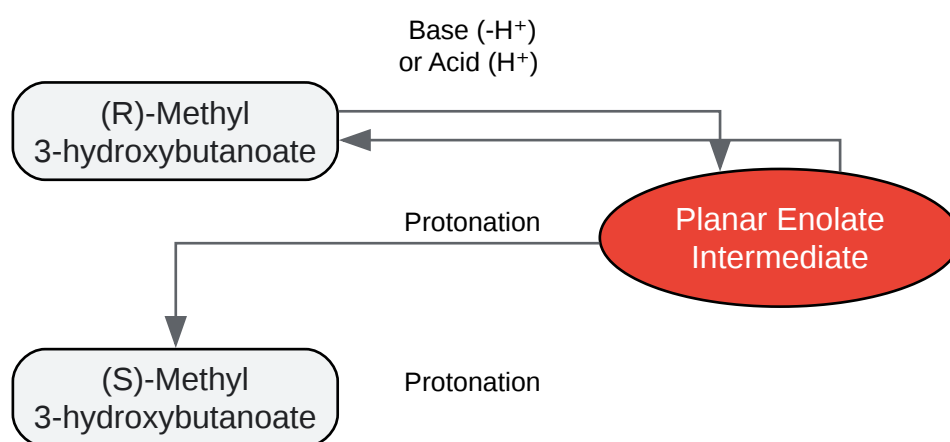 Base (-H⁺)
or Acid (H⁺)
(R)-Methyl
3-hydroxybutanoate
Planar Enolate
Intermediate
Protonation
(S)-Methyl
3-hydroxybutanoate
Protonation